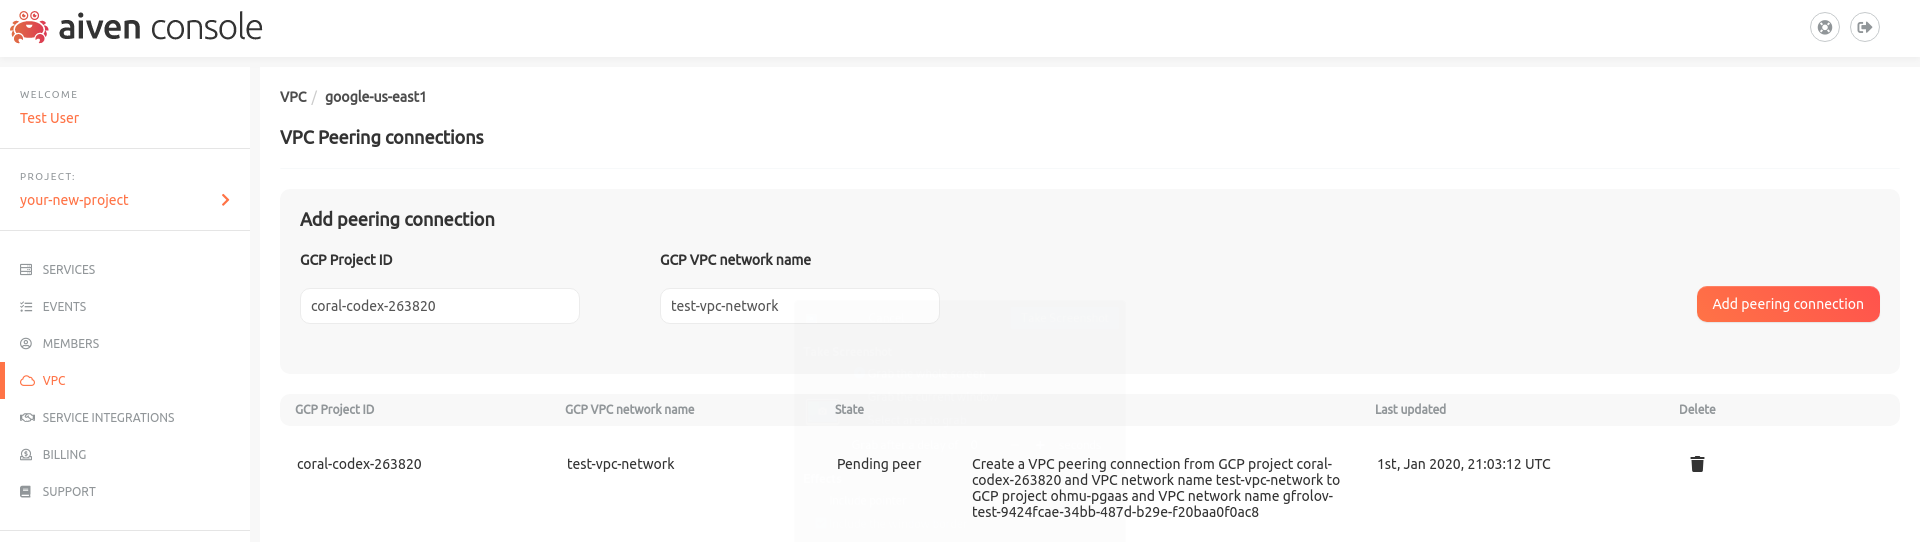 aiven console
WELCOME
Test User
PROJECT:
your-new-project
SERVICES
EVENTS
MEMBERS
VPC
SERVICE INTEGRATIONS
BILLING
SUPPORT
VPC / google-us-east1
VPC Peering connections
Add peering connection
GCP Project ID GCP VPC network name
coral-codex-263820 test-vpc-network Add peering connection
GCP Project ID GCP VPC network name State Last updated Delete
coral-codex-263820 test-vpc-network Pending peer Create a VPC peering connection from GCP project coral- 1st, Jan 2020, 21:03:12 UTC
codex-263820 and VPC network name test-vpc-network to
GCP project ohmu-pgaas and VPC network name gfrolov-
test-9424fcae-34bb-487d-b29e-f20baa0f0ac8